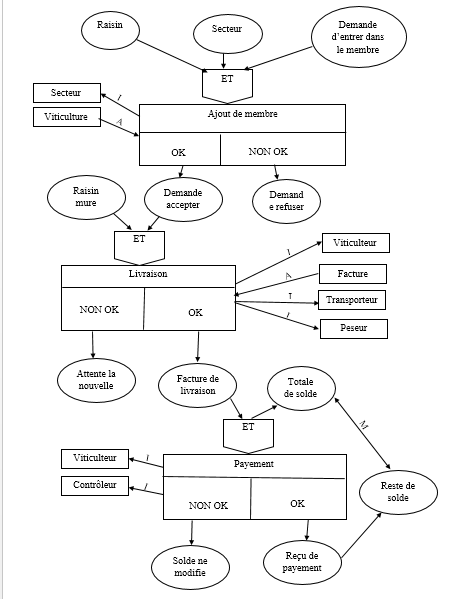 Raisin
Secteur
Demande
d'entrer dans
le membre
ET
Secteur
I
Ajout de membre
Viticulture
A
OK
NON OK
Raisin
mure
Demande
accepter
Demand
e refuser
ET
Viticulteur
I
Livraison
Facture
A
NON OK
OK
Transporteur
I
Peseur
I
Attente la
nouvelle
Facture de
livraison
Totale
de solde
ET
M
Viticulteur
I
Payement
Contrôleur
I
NON OK
OK
Reste de
solde
Solde ne
modifie
Reçu de
payement